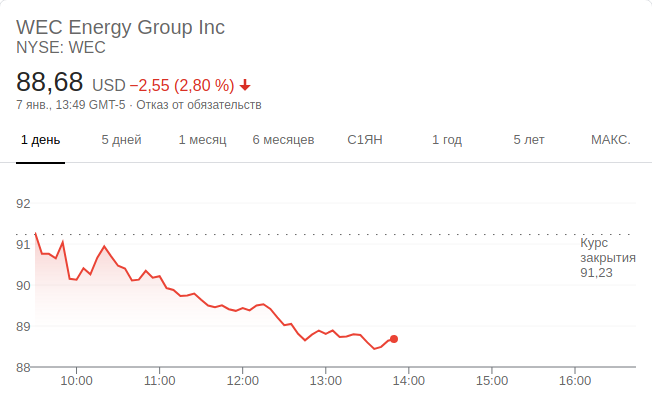 WEC Energy Group Inc
NYSE: WEC
88,68 USD −2,55 (2,80 %)
7 янв., 13:49 GMT-5 · Отказ от обязательств
1 день 5 дней 1 месяц 6 месяцев С1ЯН 1 год 5 лет МАКС.
92
91
90
89
88
Курс
закрытия
91,23
10:00 11:00 12:00 13:00 14:00 15:00 16:00